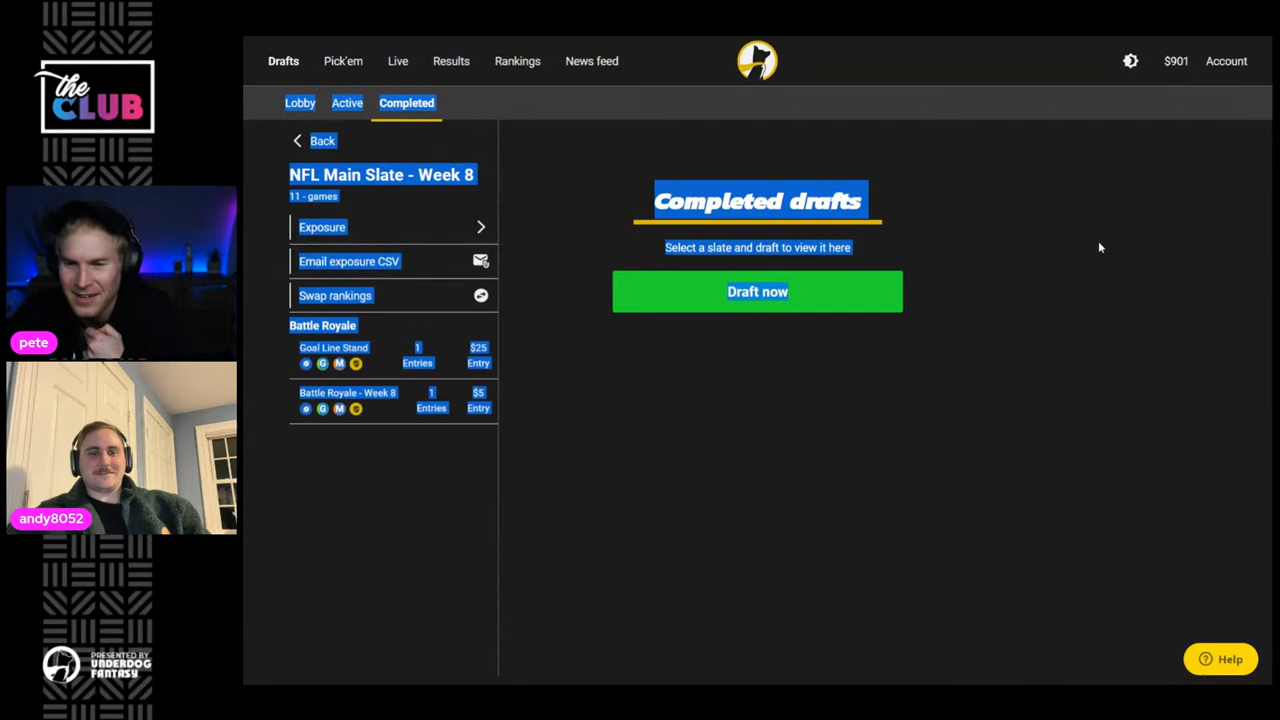 the
CLUB
pete
andy8052
PRESENTED BY
UNDERDOG
FANTASY
Drafts
Pick'em
Live
Results
Rankings
News feed
$901
Account
Lobby
Active
Completed
Back
NFL Main Slate - Week 8
11 - games
Exposure
Email exposure CSV
Swap rankings
Battle Royale
Goal Line Stand 1 $25
G M Entries Entry
Battle Royale - Week 8 1 $5
G M Entries Entry
Completed drafts
Select a slate and draft to view it here
Draft now
Help